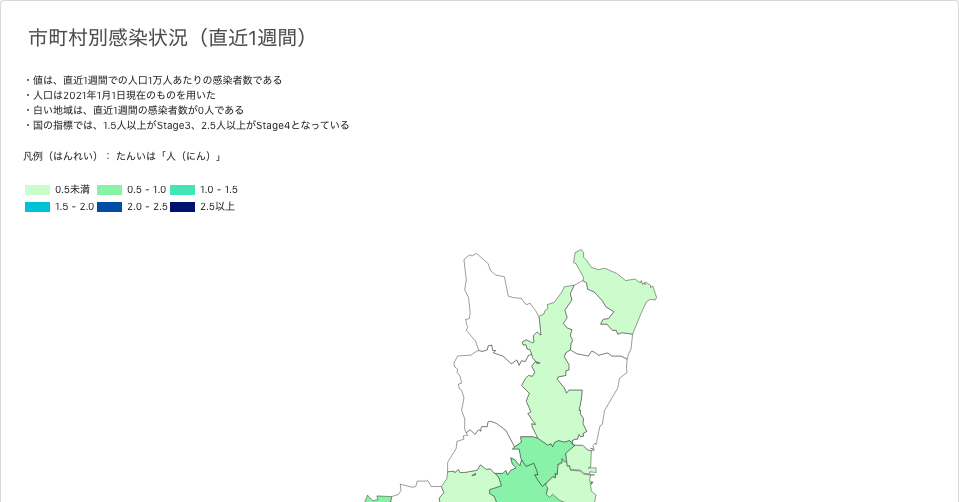 市町村別感染状況（直近1週間）
・値は、直近1週間での人口1万人あたりの感染者数である
・人口は2021年1月1日現在のものを用いた
・白い地域は、直近1週間の感染者数が0人である
・国の指標では、1.5人以上がStage3、2.5人以上がStage4となっている
凡例（はんれい）： たんいは「人（にん）」
0.5未満 0.5 - 1.0 1.0 - 1.5
1.5 - 2.0 2.0 - 2.5 2.5以上